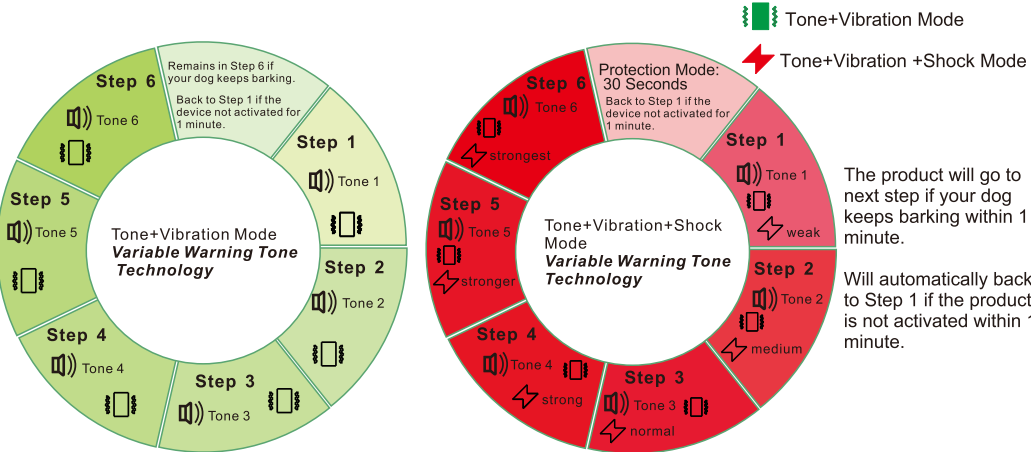 Tone+Vibration Mode
Tone+Vibration +Shock Mode
Remains in Step 6 if
your dog keeps barking.
Back to Step 1 if the
device not activated for
1 minute.
Step 1
Tone 1
Step 2
Tone 2
Step 3
Tone 3
Step 4
Tone 4
Step 5
Tone 5
Step 6
Tone 6
Tone+Vibration Mode
Variable Warning Tone
Technology
Protection Mode:
30 Seconds
Back to Step 1 if the
device not activated for
1 minute.
Step 1
Tone 1
weak
Step 2
Tone 2
medium
Step 3
Tone 3
normal
Step 4
Tone 4
strong
Step 5
Tone 5
stronger
Step 6
Tone 6
strongest
Tone+Vibration+Shock
Mode
Variable Warning Tone
Technology
The product will go to
next step if your dog
keeps barking within 1
minute.
Will automatically back
to Step 1 if the product
is not activated within 1
minute.